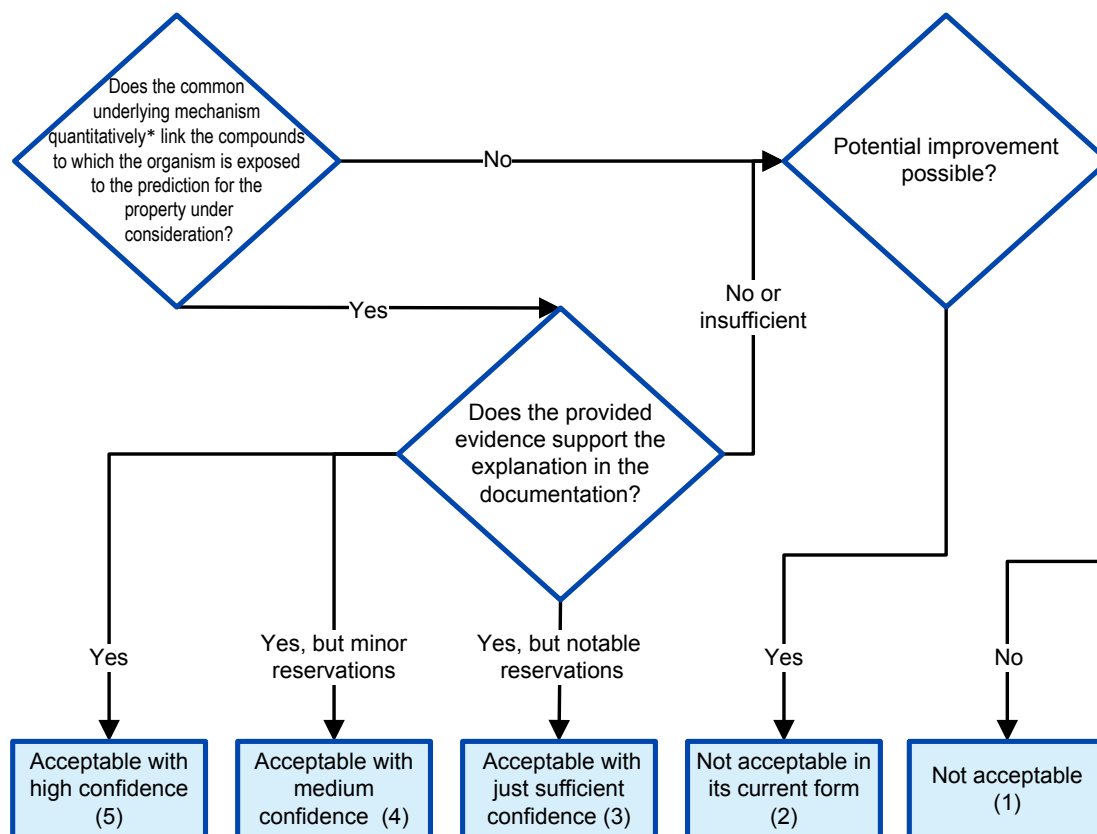 Does the common
underlying mechanism
quantitatively* link the compounds
to which the organism is exposed
to the prediction for the
property under
consideration?
No
Potential improvement
possible?
Yes
No or
insufficient
Does the provided
evidence support the
explanation in the
documentation?
Yes
Yes, but minor
reservations
Yes, but notable
reservations
Yes
No
Acceptable with
high confidence
(5)
Acceptable with
medium
confidence (4)
Acceptable with
just sufficient
confidence (3)
Not acceptable in
its current form
(2)
Not acceptable
(1)